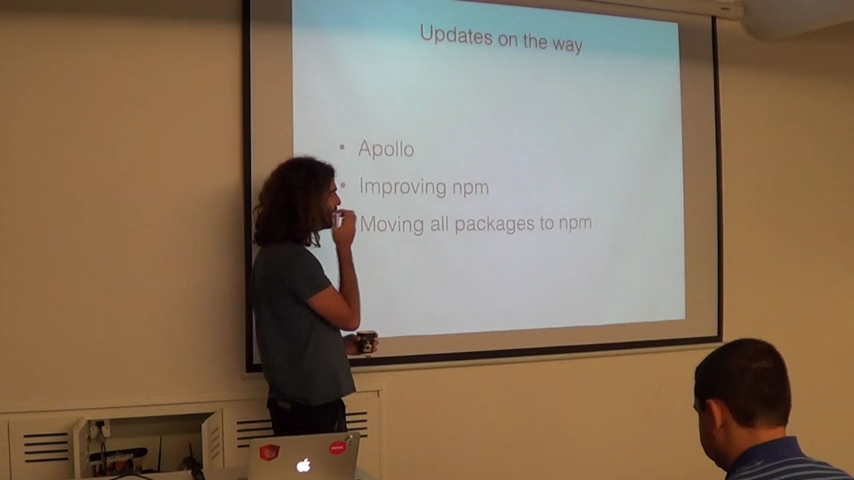 Updates on the way
• Apollo
• Improving npm
Moving all packages to npm